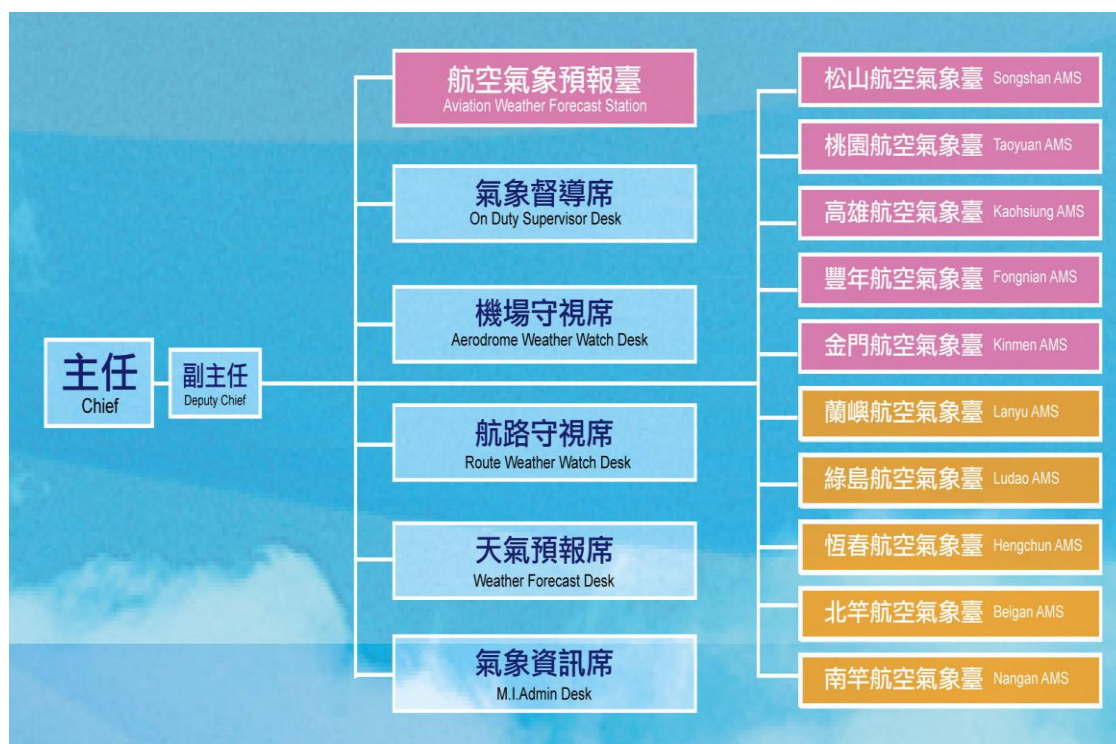 主任
Chief
副主任
Deputy Chief
航空氣象預報臺
Aviation Weather Forecast Station
氣象督導席
On Duty Supervisor Desk
機場守視席
Aerodrome Weather Watch Desk
航路守視席
Route Weather Watch Desk
天氣預報席
Weather Forecast Desk
氣象資訊席
M.I.Admin Desk
松山航空氣象臺 Songshan AMS
桃園航空氣象臺 Taoyuan AMS
高雄航空氣象臺 Kaohsiung AMS
豐年航空氣象臺 Fongnian AMS
金門航空氣象臺 Kinmen AMS
蘭嶼航空氣象臺 Lanyu AMS
綠島航空氣象臺 Ludao AMS
恆春航空氣象臺 Hengchun AMS
北竿航空氣象臺 Beigan AMS
南竿航空氣象臺 Nangan AMS